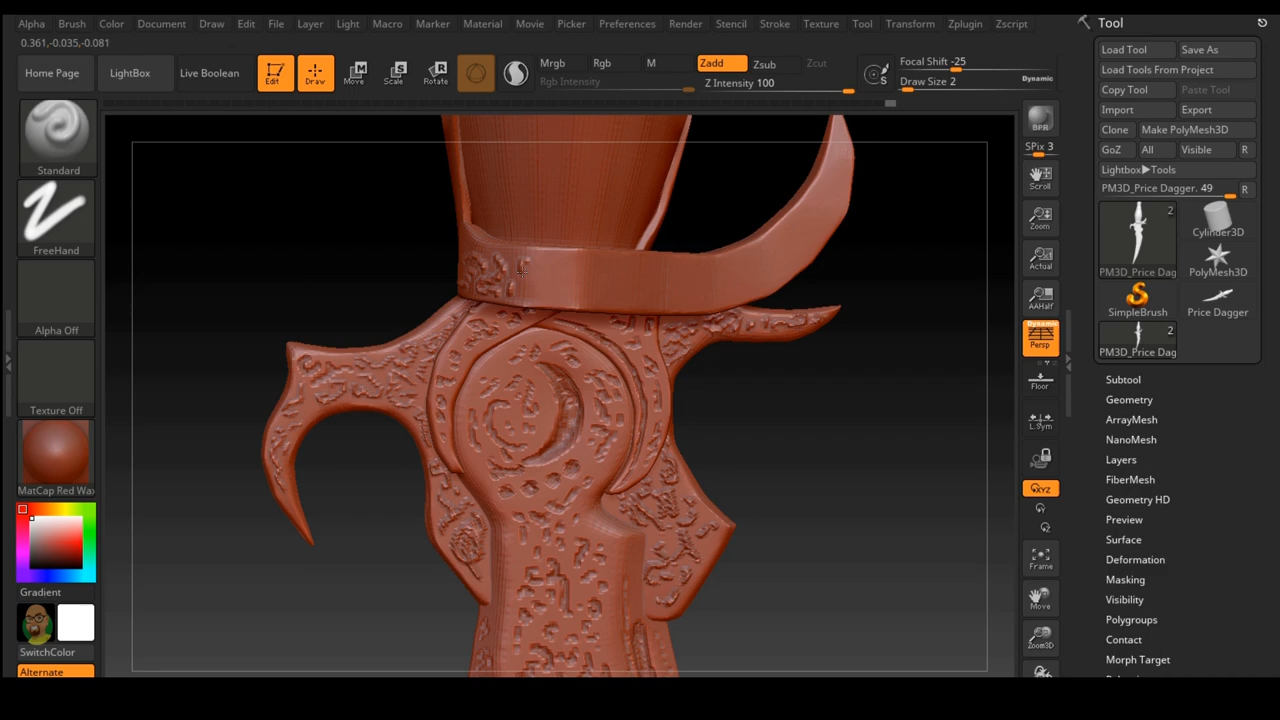 Alpha Brush Color Document Draw Edit File Layer Light Macro Marker Material Movie Picker Preferences Render Stencil Stroke Texture Tool Transform Zplugin Zscript
Tool
0.361,-0.035,-0.081
Home Page
LightBox
Live Boolean
Edit
Draw
Move
Scale
Rotate
Mrgb
Rgb
M
Rgb Intensity
Zadd
Zsub
Zcut
Z Intensity 100
S
Focal Shift -25
Draw Size 2
Dynamic
Load Tool
Save As
Load Tools From Project
Copy Tool
Paste Tool
Import
Export
Clone
Make PolyMesh3D
GoZ
All
Visible
R
Lightbox▶Tools
PM3D_Price Dagger. 49
R
2
PM3D_Price Dag
Cylinder3D
PolyMesh3D
SimpleBrush
Price Dagger
2
PM3D_Price Dag
Subtool
Geometry
ArrayMesh
NanoMesh
Layers
FiberMesh
Geometry HD
Preview
Surface
Deformation
Masking
Visibility
Polygroups
Contact
Morph Target
Standard
FreeHand
Alpha Off
Texture Off
MatCap Red Wax
Gradient
SwitchColor
Alternate
BPR
SPix 3
Scroll
Zoom
Actual
AAHalf
Dynamic
Persp
Floor
L.Sym
XYZ
Frame
Move
Zoom3D